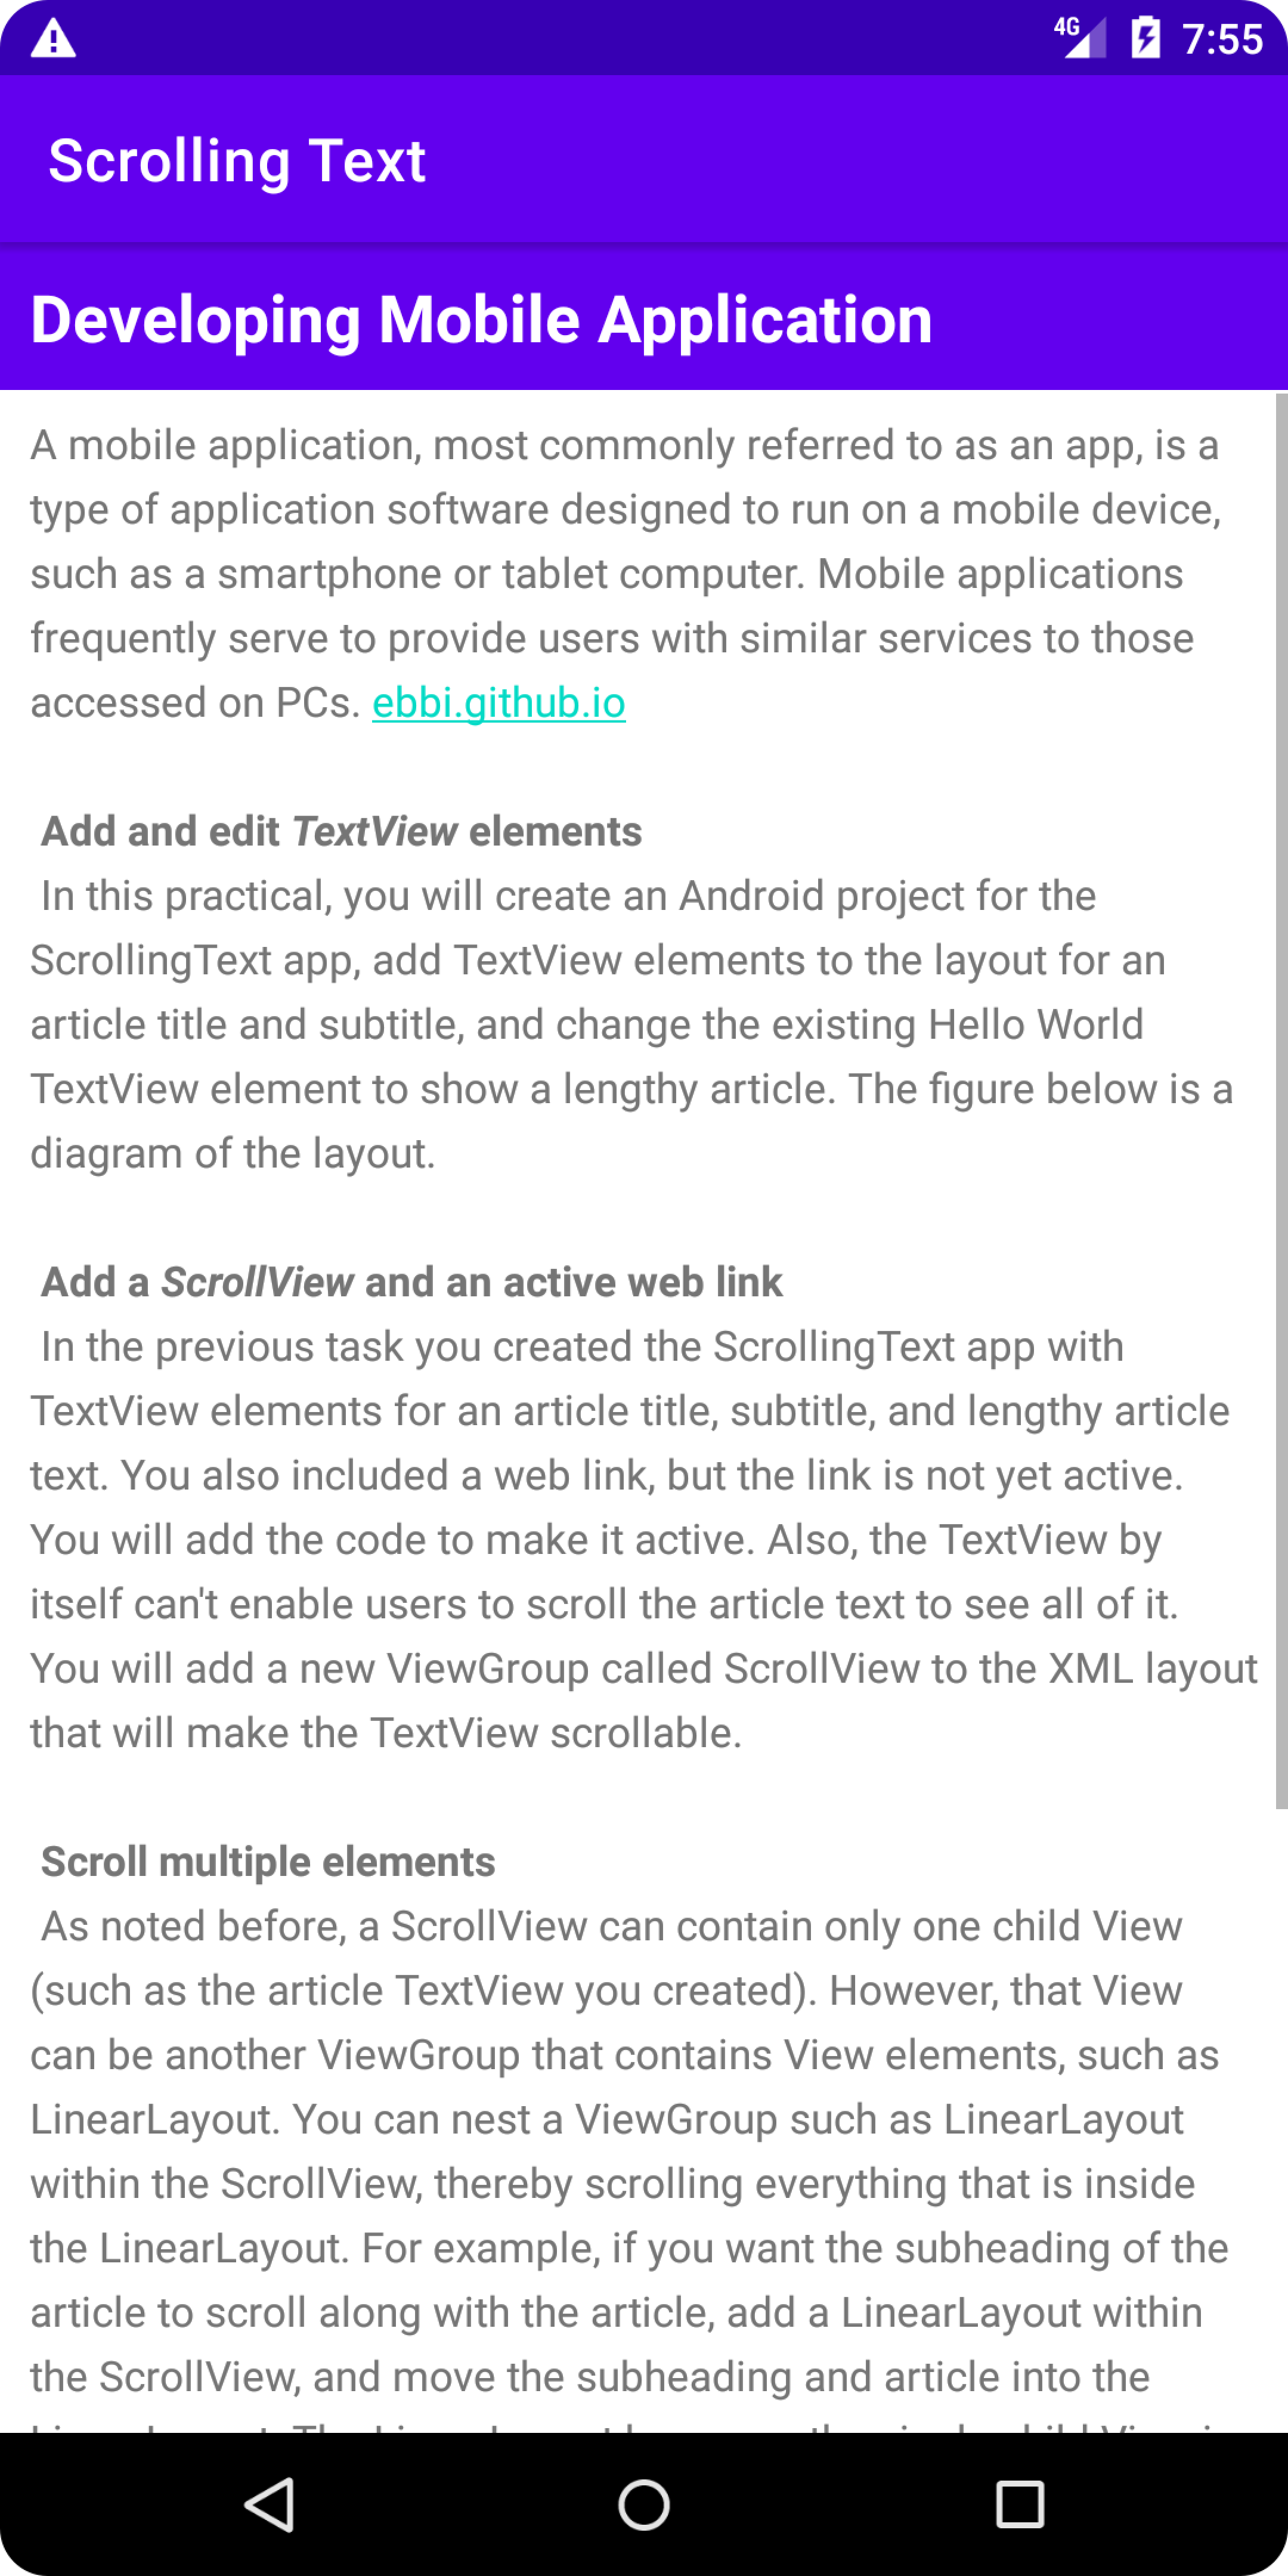 4G 7:55
Scrolling Text
Developing Mobile Application
A mobile application, most commonly referred to as an app, is a
type of application software designed to run on a mobile device,
such as a smartphone or tablet computer. Mobile applications
frequently serve to provide users with similar services to those
accessed on PCs. ebbi.github.io
Add and edit TextView elements
In this practical, you will create an Android project for the
ScrollingText app, add TextView elements to the layout for an
article title and subtitle, and change the existing Hello World
TextView element to show a lengthy article. The figure below is a
diagram of the layout.
Add a ScrollView and an active web link
In the previous task you created the ScrollingText app with
TextView elements for an article title, subtitle, and lengthy article
text. You also included a web link, but the link is not yet active.
You will add the code to make it active. Also, the TextView by
itself can't enable users to scroll the article text to see all of it.
You will add a new ViewGroup called ScrollView to the XML layout
that will make the TextView scrollable.
Scroll multiple elements
As noted before, a ScrollView can contain only one child View
(such as the article TextView you created). However, that View
can be another ViewGroup that contains View elements, such as
LinearLayout. You can nest a ViewGroup such as LinearLayout
within the ScrollView, thereby scrolling everything that is inside
the LinearLayout. For example, if you want the subheading of the
article to scroll along with the article, add a LinearLayout within
the ScrollView, and move the subheading and article into the